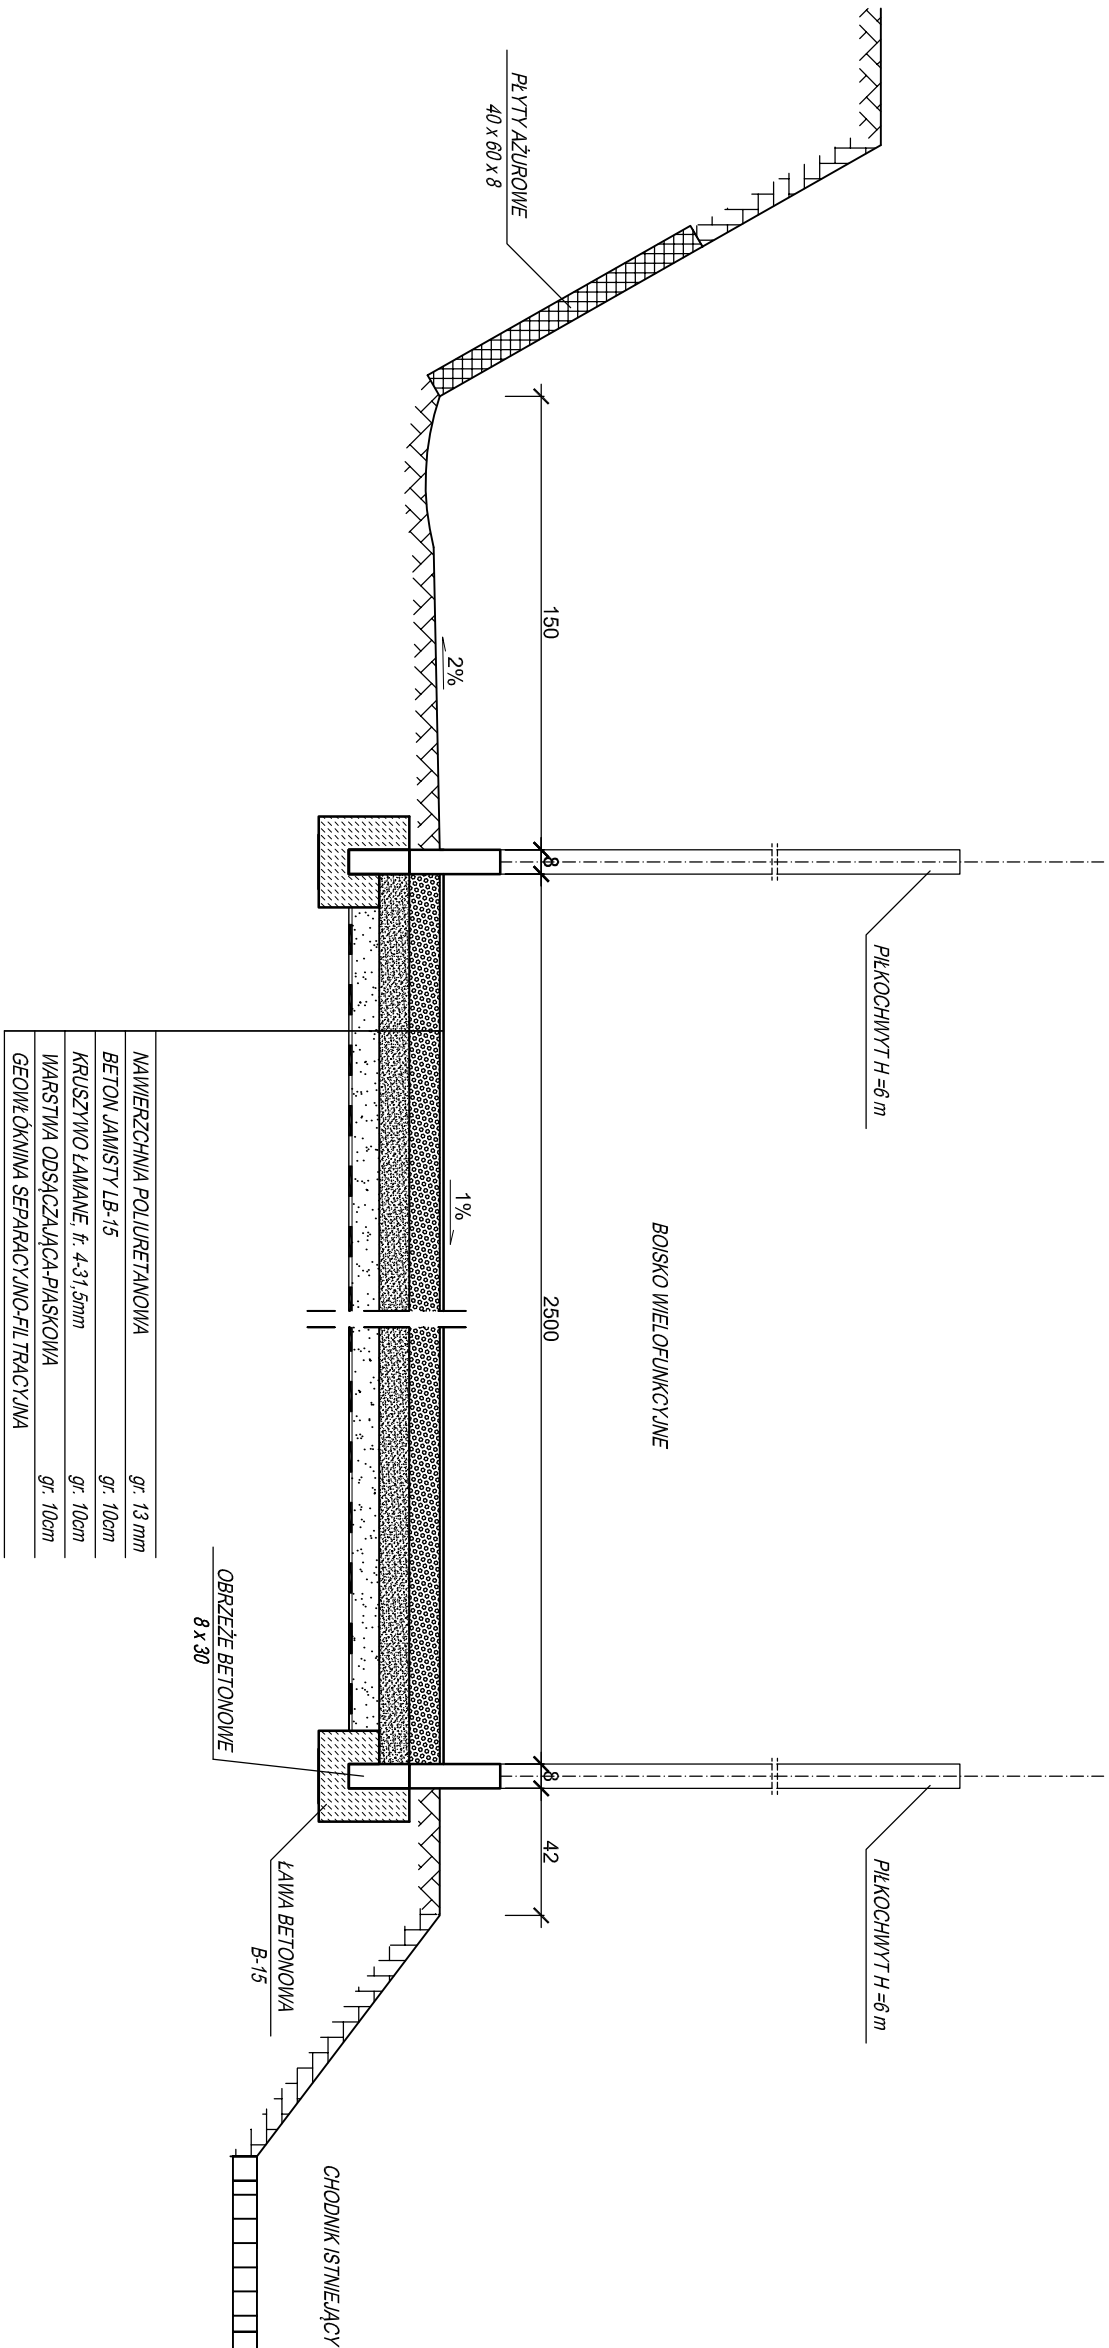 PIŁKOCHWYT H =6 m
PIŁKOCHWYT H =6 m
BOISKO WIELOFUNKCYJNE
PŁYTY AŻUROWE
40 x 60 x 8
150
8
2500
8
42
2%
1%
CHODNIK ISTNIEJĄCY
ŁAWA BETONOWA
B-15
OBRZEŻE BETONOWE
8 x 30
NAWIERZCHNIA POLIURETANOWA gr. 13 mm
BETON JAMISTY LB-15 gr. 10cm
KRUSZYWO ŁAMANE, fr. 4-31,5mm gr. 10cm
WARSTWA ODSĄCZAJĄCA-PIASKOWA gr. 10cm
GEOWŁÓKNINA SEPARACYJNO-FILTRACYJNA